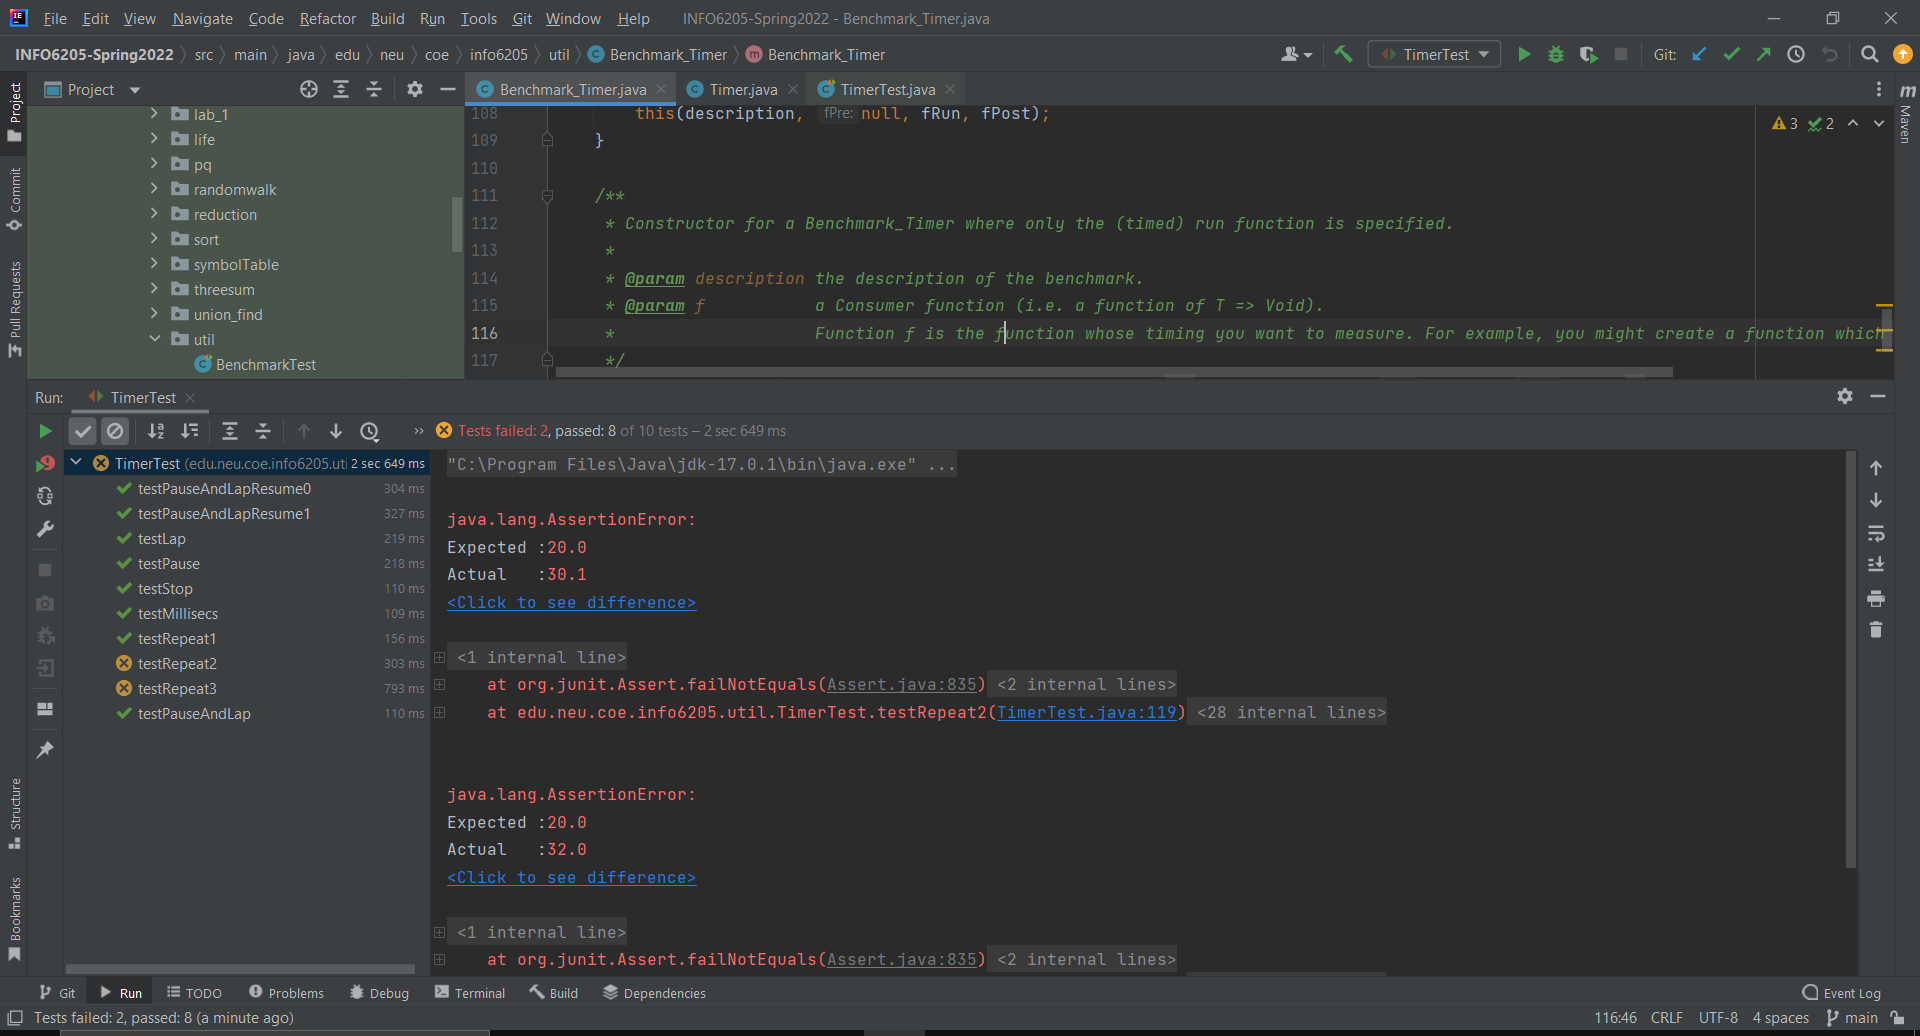 File Edit View Navigate Code Refactor Build Run Tools Git Window Help INFO6205-Spring2022 - Benchmark_Timer.java
INFO6205-Spring2022 src main java edu neu coe info6205 util Benchmark_Timer Benchmark_Timer TimerTest Git:
Project
Benchmark_Timer.java Timer.java TimerTest.java
Project
Commit
Pull Requests
Structure
Bookmarks
Maven
lab_1
life
pq
randomwalk
reduction
sort
symbolTable
threesum
union_find
util
BenchmarkTest
108 this(description, fPre: null, fRun, fPost);
109 }
110
111 /**
112 * Constructor for a Benchmark_Timer where only the (timed) run function is specified.
113 *
114 * @param description the description of the benchmark.
115 * @param f a Consumer function (i.e. a function of T => Void).
116 * Function f is the function whose timing you want to measure. For example, you might create a function which
117 */
3 2
Run: TimerTest
Tests failed: 2, passed: 8 of 10 tests – 2 sec 649 ms
TimerTest (edu.neu.coe.info6205.uti 2 sec 649 ms
testPauseAndLapResume0 304 ms
testPauseAndLapResume1 327 ms
testLap 219 ms
testPause 218 ms
testStop 110 ms
testMillisecs 109 ms
testRepeat1 156 ms
testRepeat2 303 ms
testRepeat3 793 ms
testPauseAndLap 110 ms
"C:\Program Files\Java\jdk-17.0.1\bin\java.exe" ...
java.lang.AssertionError:
Expected :20.0
Actual :30.1
<Click to see difference>
<1 internal line>
at org.junit.Assert.failNotEquals(Assert.java:835) <2 internal lines>
at edu.neu.coe.info6205.util.TimerTest.testRepeat2(TimerTest.java:119) <28 internal lines>
java.lang.AssertionError:
Expected :20.0
Actual :32.0
<Click to see difference>
<1 internal line>
at org.junit.Assert.failNotEquals(Assert.java:835) <2 internal lines>
Git Run TODO Problems Debug Terminal Build Dependencies Event Log
Tests failed: 2, passed: 8 (a minute ago) 116:46 CRLF UTF-8 4 spaces main